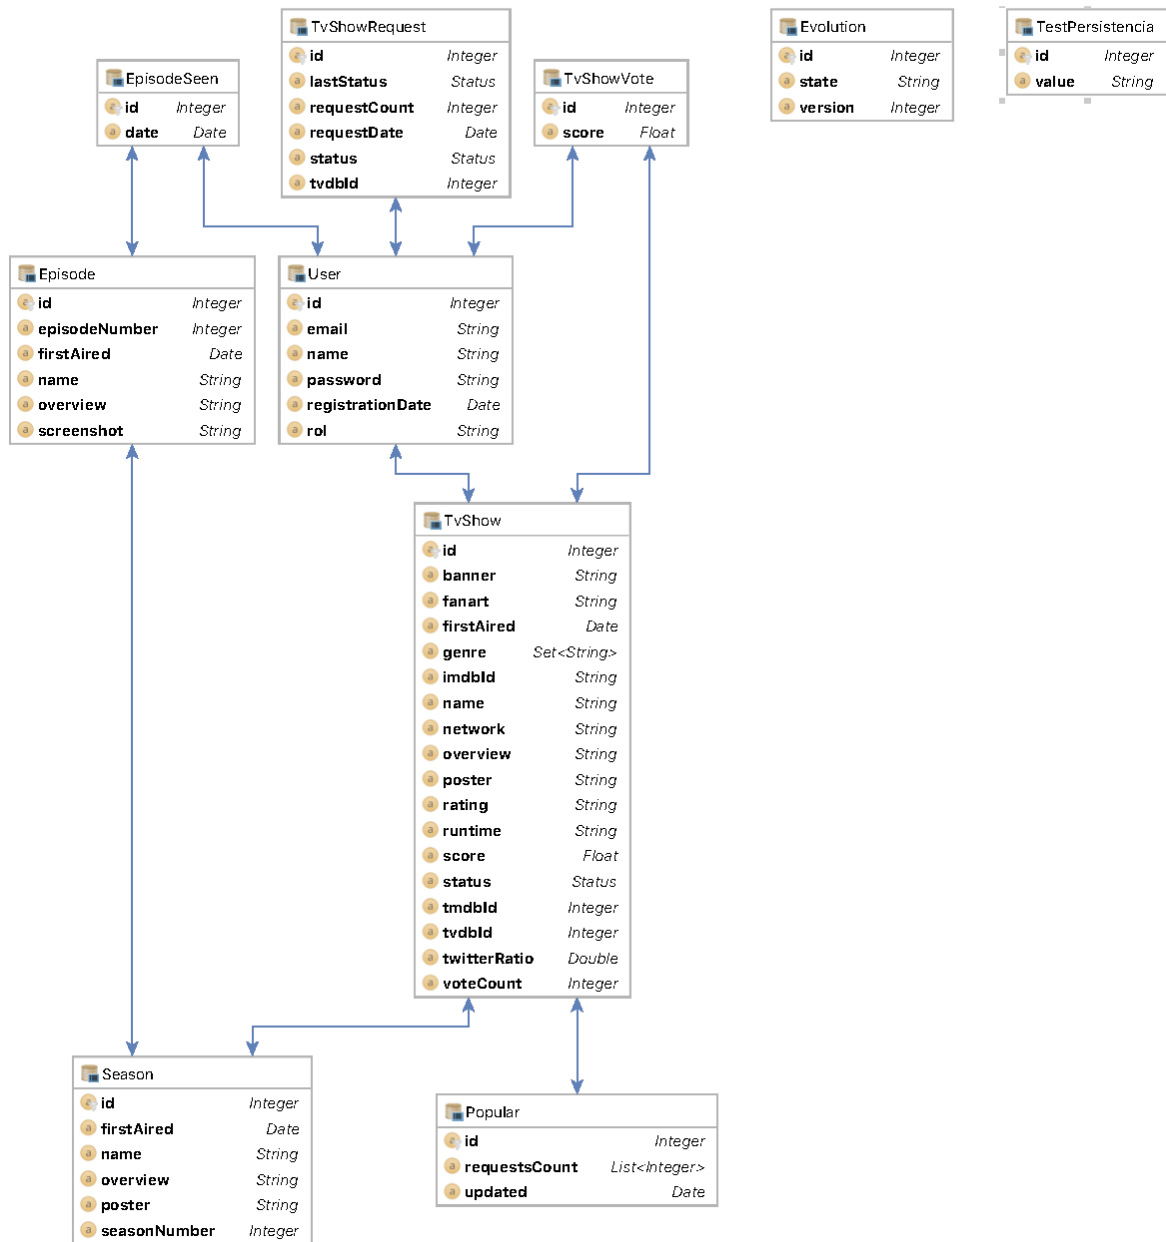 TvShowRequest
id Integer
lastStatus Status
requestCount Integer
requestDate Date
status Status
tvdbId Integer
Evolution
id Integer
state String
version Integer
TestPersistencia
id Integer
value String
EpisodeSeen
id Integer
date Date
TvShowVote
id Integer
score Float
Episode
id Integer
episodeNumber Integer
firstAired Date
name String
overview String
screenshot String
User
id Integer
email String
name String
password String
registrationDate Date
rol String
TvShow
id Integer
banner String
fanart String
firstAired Date
genre Set<String>
imdbId String
name String
network String
overview String
poster String
rating String
runtime String
score Float
status Status
tmdbId Integer
tvdbId Integer
twitterRatio Double
voteCount Integer
Season
id Integer
firstAired Date
name String
overview String
poster String
seasonNumber Integer
Popular
id Integer
requestsCount List<Integer>
updated Date